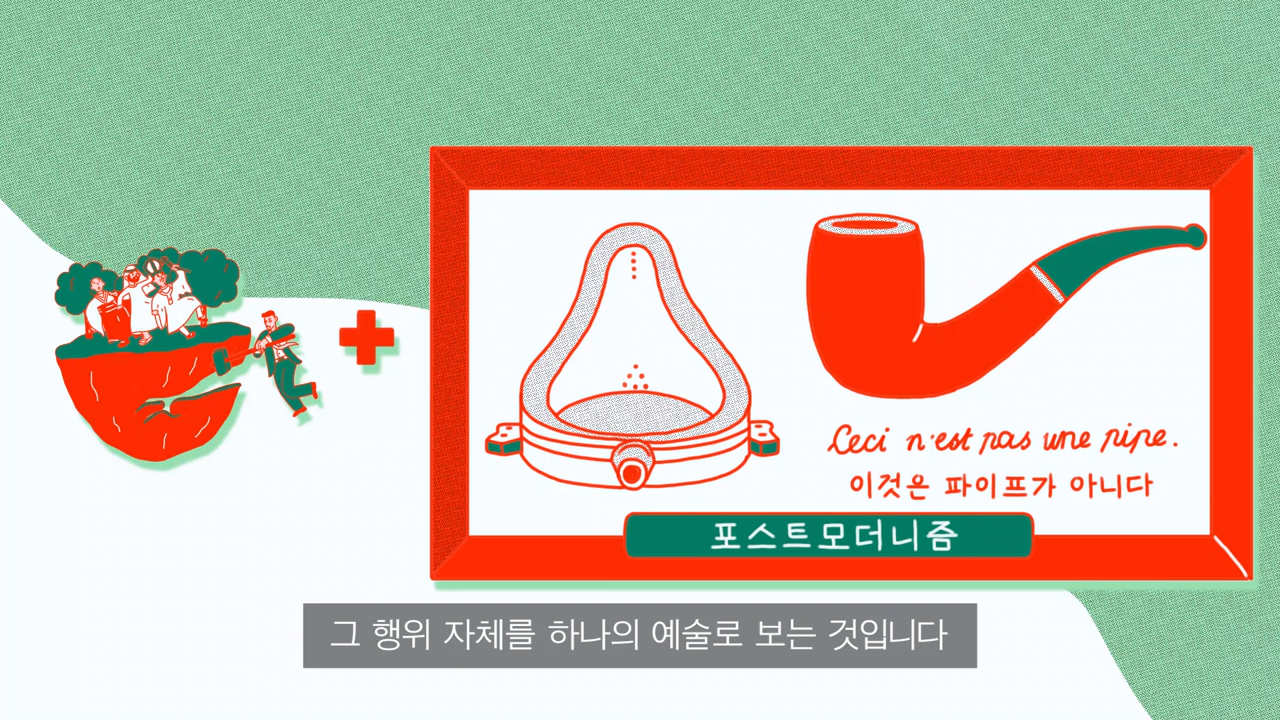 Ceci n'est pas une pipe.
이것은 파이프가 아니다
포스트모더니즘
그 행위 자체를 하나의 예술로 보는 것입니다